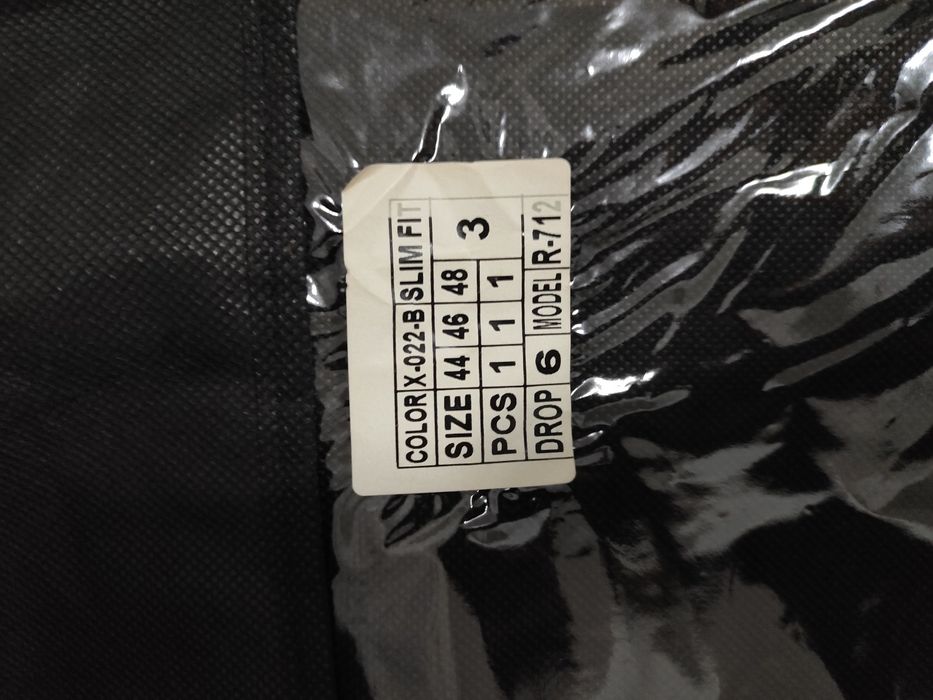 COLOR X-022-B SLIM FIT
SIZE 44 46 48 3
PCS 1 1 1
DROP 6 MODEL R-712